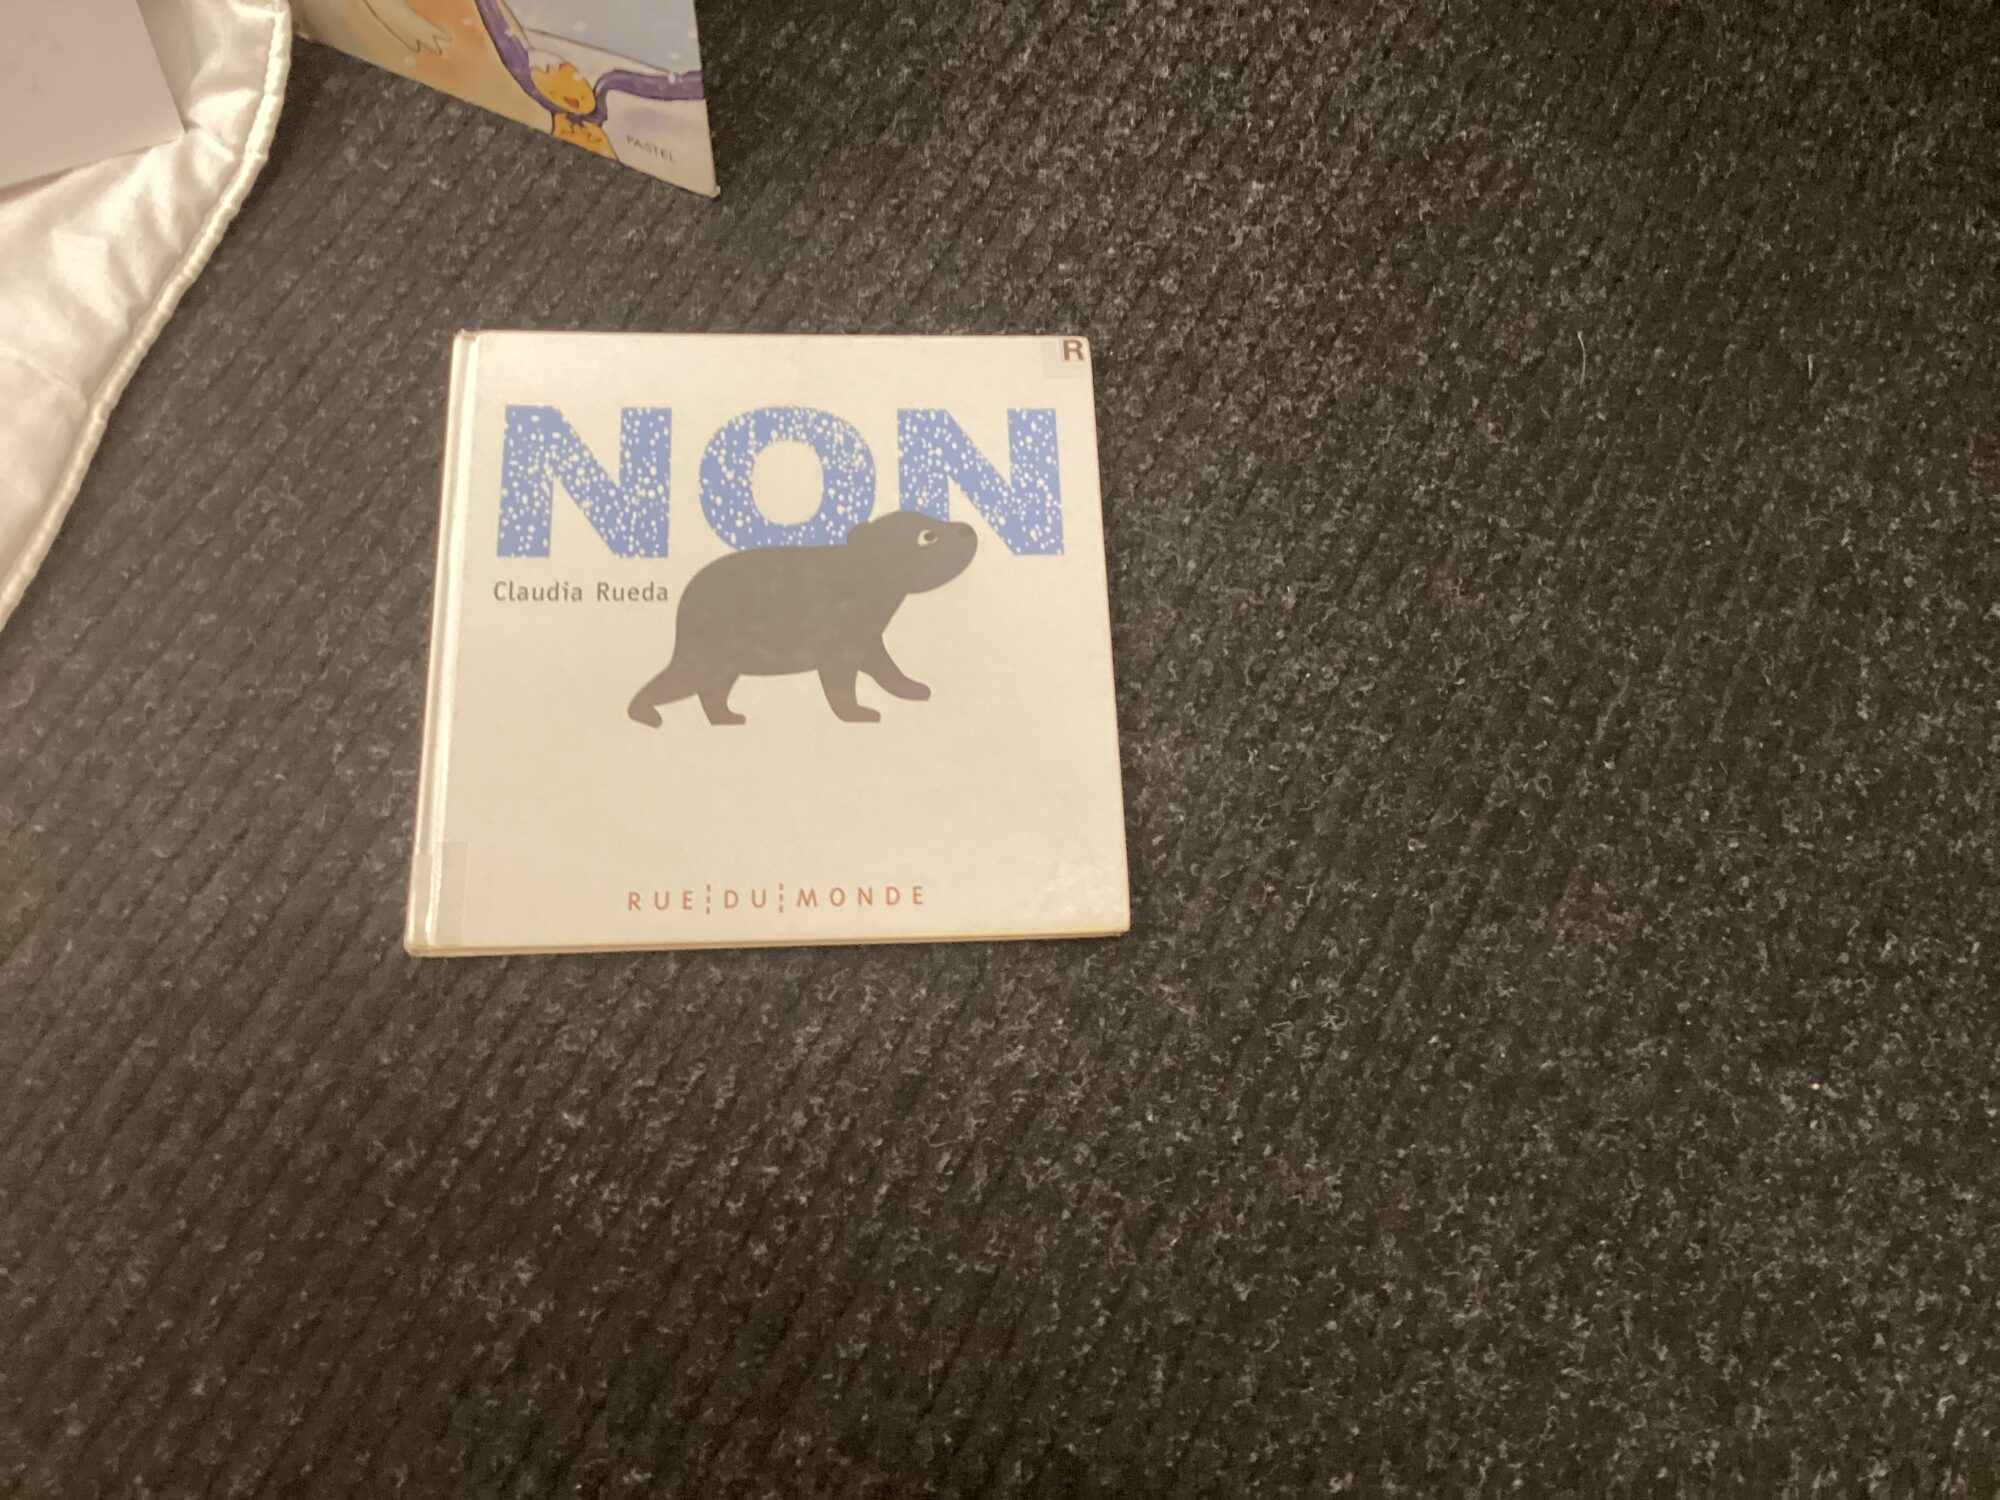 PASTEL
R
NON
Claudia Rueda
RUE DU MONDE